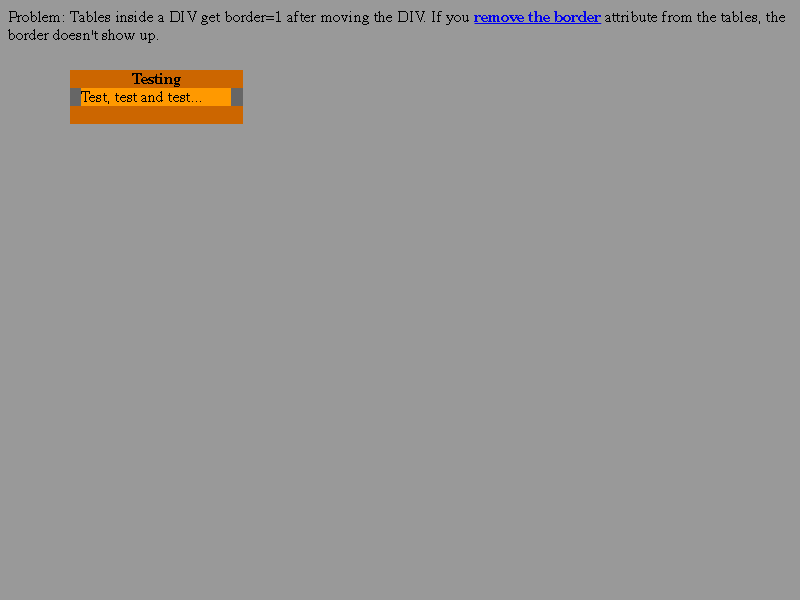 Problem: Tables inside a DIV get border=1 after moving the DIV. If you remove the border attribute from the tables, the
border doesn't show up.
Testing
Test, test and test...